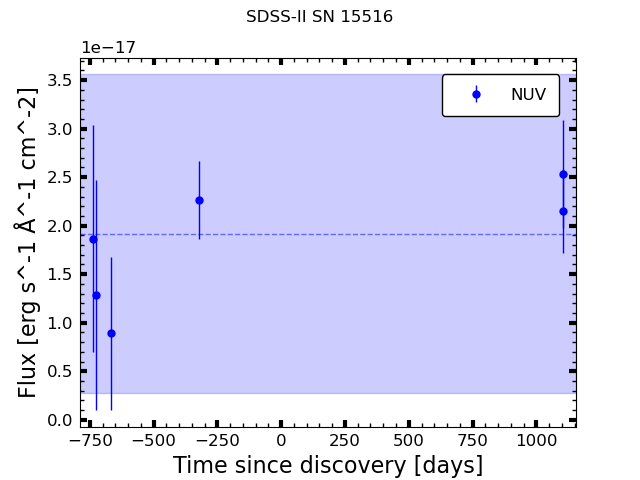 SDSS-II SN 15516
1e−17
NUV
3.5
3.0
2.5
2.0
1.5
1.0
0.5
0.0
Flux [erg s^-1 Å^-1 cm^-2]
−750 −500 −250 0 250 500 750 1000
Time since discovery [days]